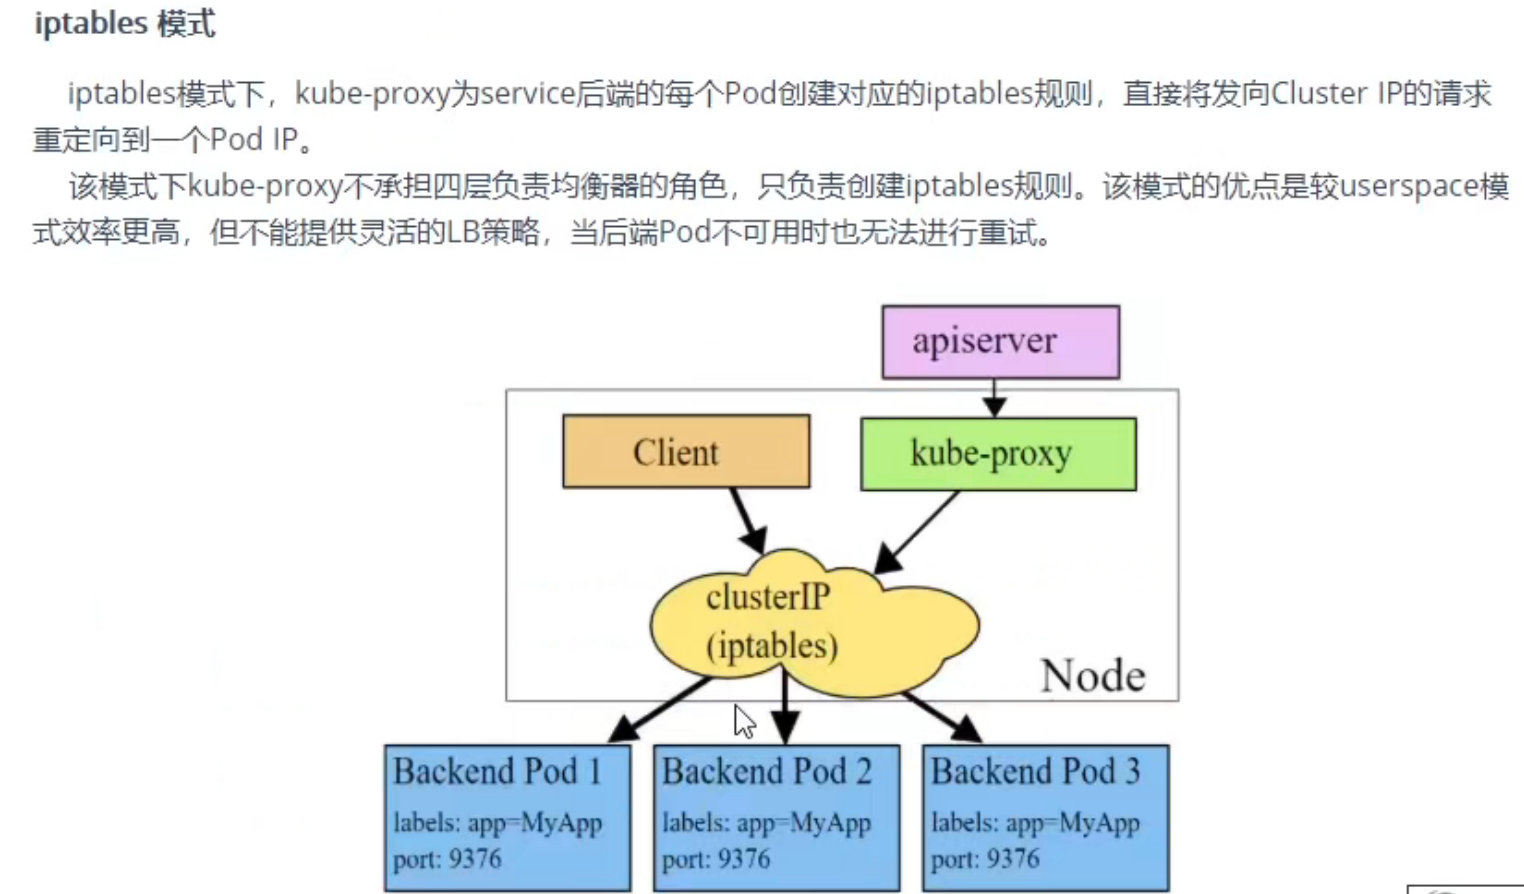 iptables 模式
iptables模式下，kube-proxy为service后端的每个Pod创建对应的iptables规则，直接将发向Cluster IP的请求
重定向到一个Pod IP。
该模式下kube-proxy不承担四层负责均衡器的角色，只负责创建iptables规则。该模式的优点是较userspace模
式效率更高，但不能提供灵活的LB策略，当后端Pod不可用时也无法进行重试。
apiserver
Client
kube-proxy
clusterIP
(iptables)
Node
Backend Pod 1
labels: app=MyApp
port: 9376
Backend Pod 2
labels: app=MyApp
port: 9376
Backend Pod 3
labels: app=MyApp
port: 9376